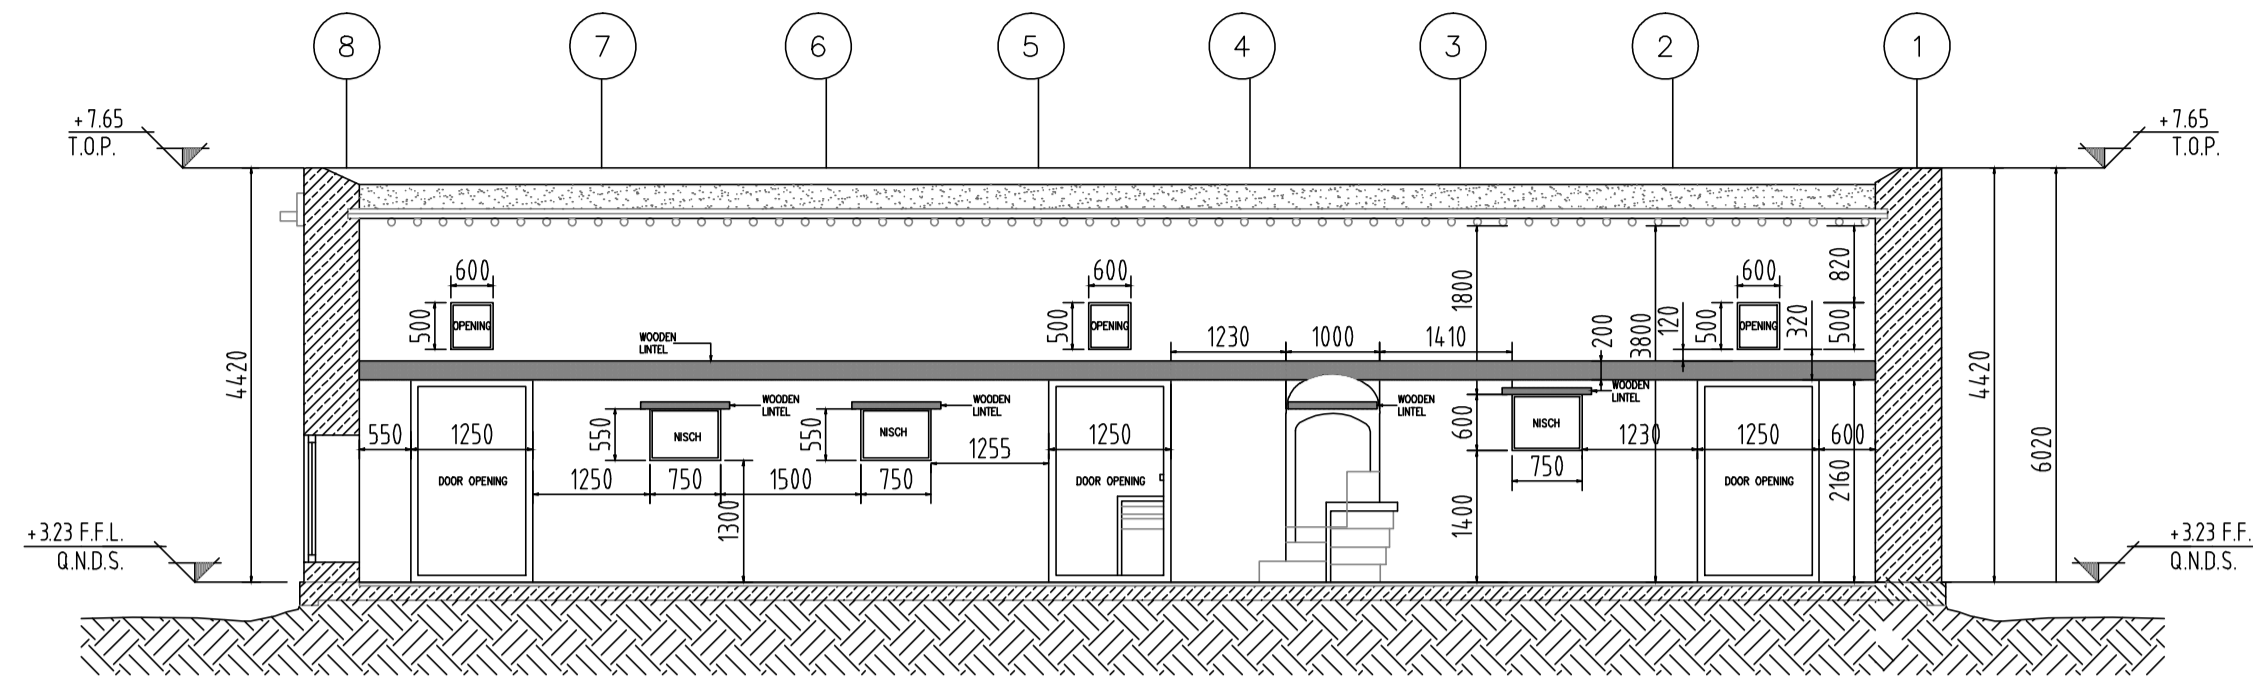 8 7 6 5 4 3 2 1
+7.65
T.O.P.
+7.65
T.O.P.
600
600
600
820
1800
500
OPENING
500
OPENING
120
500
OPENING
320
500
WOODEN
LINTEL
1230
1000
1410
200
3800
4420
4420
6020
WOODEN
LINTEL
WOODEN
LINTEL
WOODEN
LINTEL
WOODEN
LINTEL
550
1250
550
NISCH
550
NISCH
1255
1250
600
NISCH
1230
1250
600
DOOR OPENING
1250
750
1500
750
DOOR OPENING
750
DOOR OPENING
2160
1300
1400
+3.23 F.F.L.
Q.N.D.S.
+3.23 F.F.
Q.N.D.S.